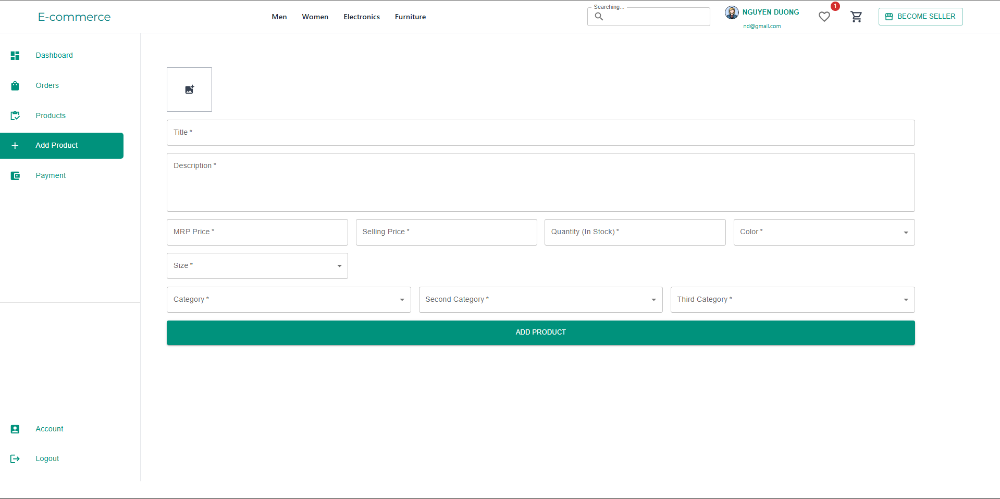 E-commerce
Men Women Electronics Furniture
Searching...
NGUYEN DUONG
nd@gmail.com
1
BECOME SELLER
Dashboard
Orders
Products
Add Product
Payment
Account
Logout
Title *
Description *
MRP Price * Selling Price * Quantity (In Stock) * Color *
Size *
Category * Second Category * Third Category *
ADD PRODUCT